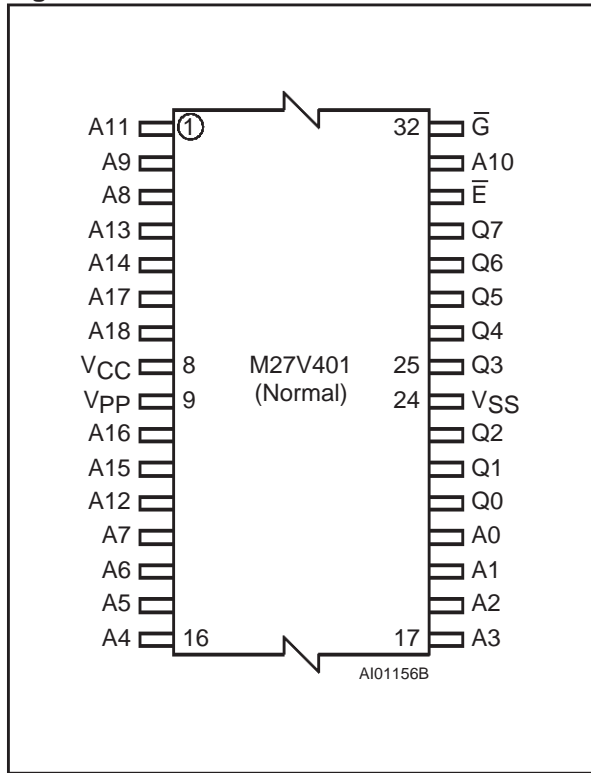 A11 1 32 G̅
A9 A10
A8 E̅
A13 Q7
A14 Q6
A17 Q5
A18 Q4
VCC 8 M27V401 25 Q3
VPP 9 (Normal) 24 VSS
A16 Q2
A15 Q1
A12 Q0
A7 A0
A6 A1
A5 A2
A4 16 17 A3
AI01156B